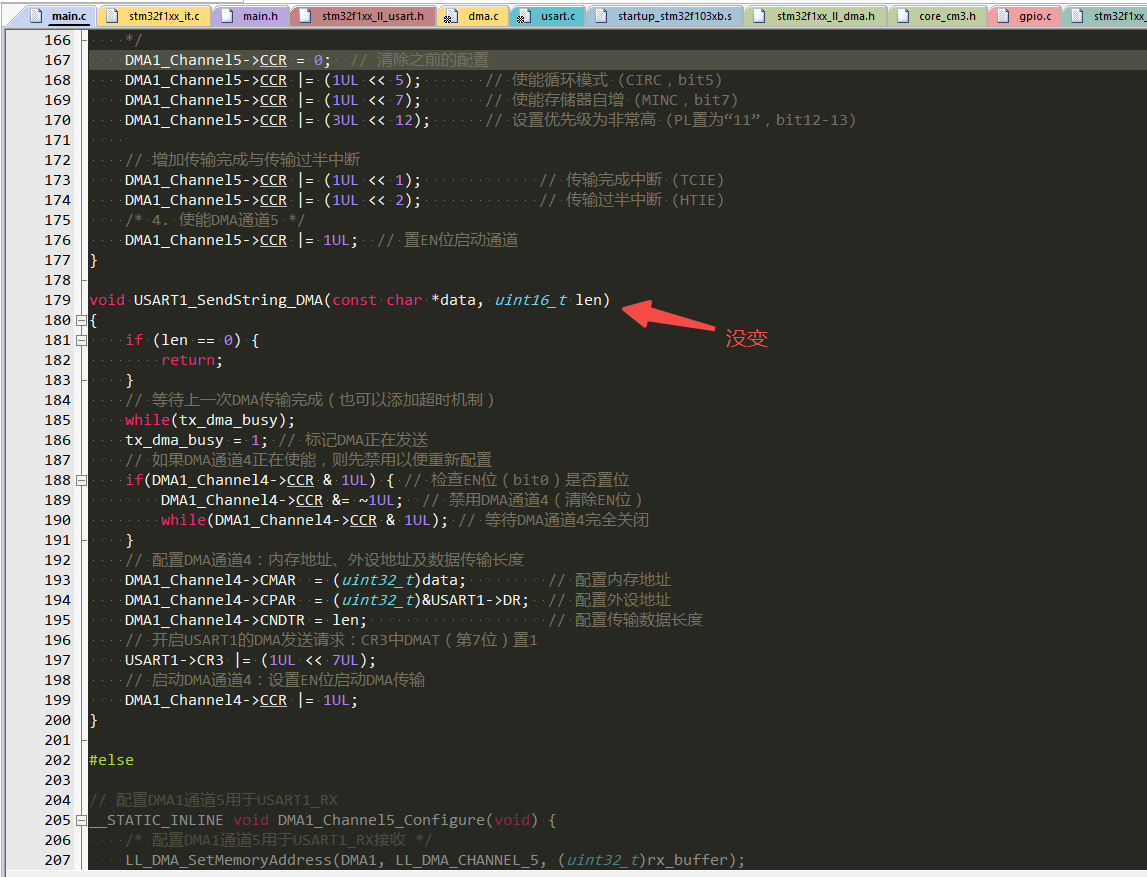 main.c stm32f1xx_it.c main.h stm32f1xx_ll_usart.h dma.c usart.c startup_stm32f103xb.s stm32f1xx_ll_dma.h core_cm3.h gpio.c stm32f1xx_
166 */
167 DMA1_Channel5->CCR = 0; // 清除之前的配置
168 DMA1_Channel5->CCR |= (1UL << 5); // 使能循环模式 (CIRC，bit5)
169 DMA1_Channel5->CCR |= (1UL << 7); // 使能存储器自增 (MINC，bit7)
170 DMA1_Channel5->CCR |= (3UL << 12); // 设置优先级为非常高 (PL置为“11”，bit12-13)
171
172 // 增加传输完成与传输过半中断
173 DMA1_Channel5->CCR |= (1UL << 1); // 传输完成中断 (TCIE)
174 DMA1_Channel5->CCR |= (1UL << 2); // 传输过半中断 (HTIE)
175 /* 4. 使能DMA通道5 */
176 DMA1_Channel5->CCR |= 1UL; // 置EN位启动通道
177 }
178
179 void USART1_SendString_DMA(const char *data, uint16_t len)
没变
180 {
181 if (len == 0) {
182 return;
183 }
184 // 等待上一次DMA传输完成（也可以添加超时机制）
185 while(tx_dma_busy);
186 tx_dma_busy = 1; // 标记DMA正在发送
187 // 如果DMA通道4正在使能，则先禁用以便重新配置
188 if(DMA1_Channel4->CCR & 1UL) { // 检查EN位（bit0）是否置位
189 DMA1_Channel4->CCR &= ~1UL; // 禁用DMA通道4（清除EN位）
190 while(DMA1_Channel4->CCR & 1UL); // 等待DMA通道4完全关闭
191 }
192 // 配置DMA通道4：内存地址、外设地址及数据传输长度
193 DMA1_Channel4->CMAR = (uint32_t)data; // 配置内存地址
194 DMA1_Channel4->CPAR = (uint32_t)&USART1->DR; // 配置外设地址
195 DMA1_Channel4->CNDTR = len; // 配置传输数据长度
196 // 开启USART1的DMA发送请求：CR3中DMAT（第7位）置1
197 USART1->CR3 |= (1UL << 7UL);
198 // 启动DMA通道4：设置EN位启动DMA传输
199 DMA1_Channel4->CCR |= 1UL;
200 }
201
202 #else
203
204 // 配置DMA1通道5用于USART1_RX
205 __STATIC_INLINE void DMA1_Channel5_Configure(void) {
206 /* 配置DMA1通道5用于USART1_RX接收 */
207 LL_DMA_SetMemoryAddress(DMA1, LL_DMA_CHANNEL_5, (uint32_t)rx_buffer);